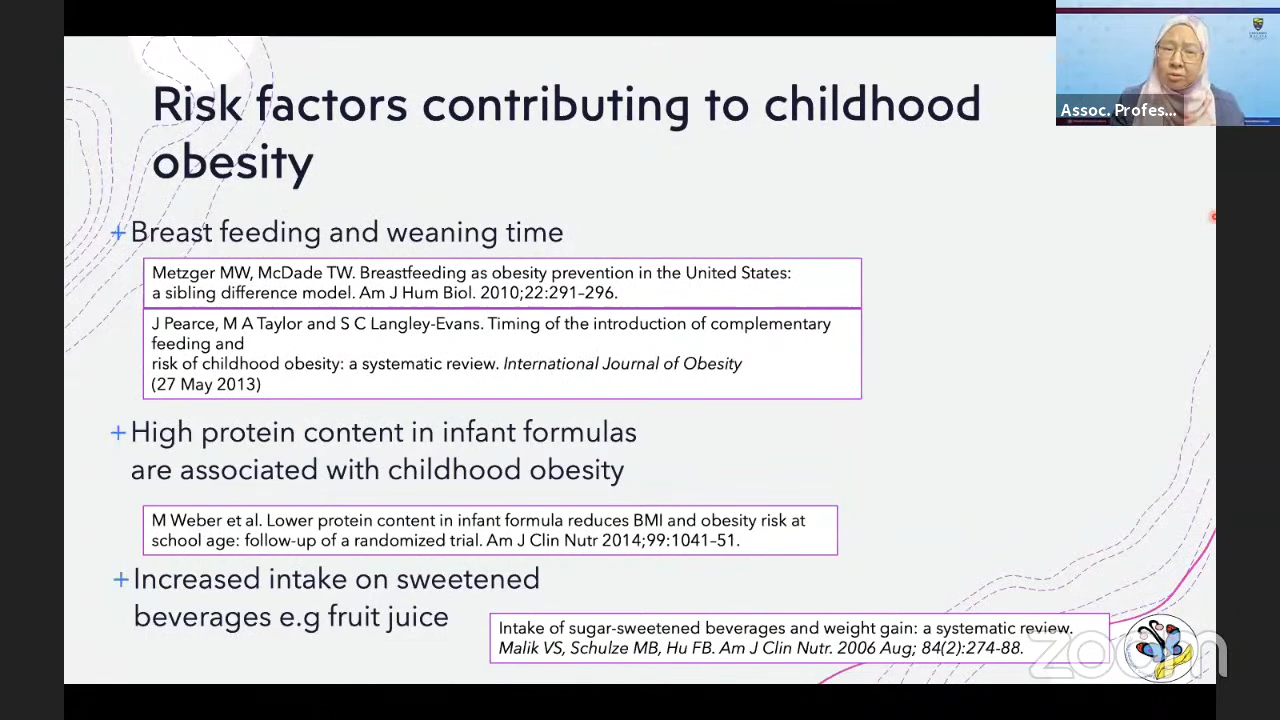 Risk factors contributing to childhood
obesity
Assoc. Profes...
+Breast feeding and weaning time
Metzger MW, McDade TW. Breastfeeding as obesity prevention in the United States:
a sibling difference model. Am J Hum Biol. 2010;22:291–296.
J Pearce, M A Taylor and S C Langley-Evans. Timing of the introduction of complementary
feeding and
risk of childhood obesity: a systematic review. International Journal of Obesity
(27 May 2013)
+High protein content in infant formulas
are associated with childhood obesity
M Weber et al. Lower protein content in infant formula reduces BMI and obesity risk at
school age: follow-up of a randomized trial. Am J Clin Nutr 2014;99:1041–51.
+Increased intake on sweetened
beverages e.g fruit juice
Intake of sugar-sweetened beverages and weight gain: a systematic review.
Malik VS, Schulze MB, Hu FB. Am J Clin Nutr. 2006 Aug; 84(2):274-88.
zoom